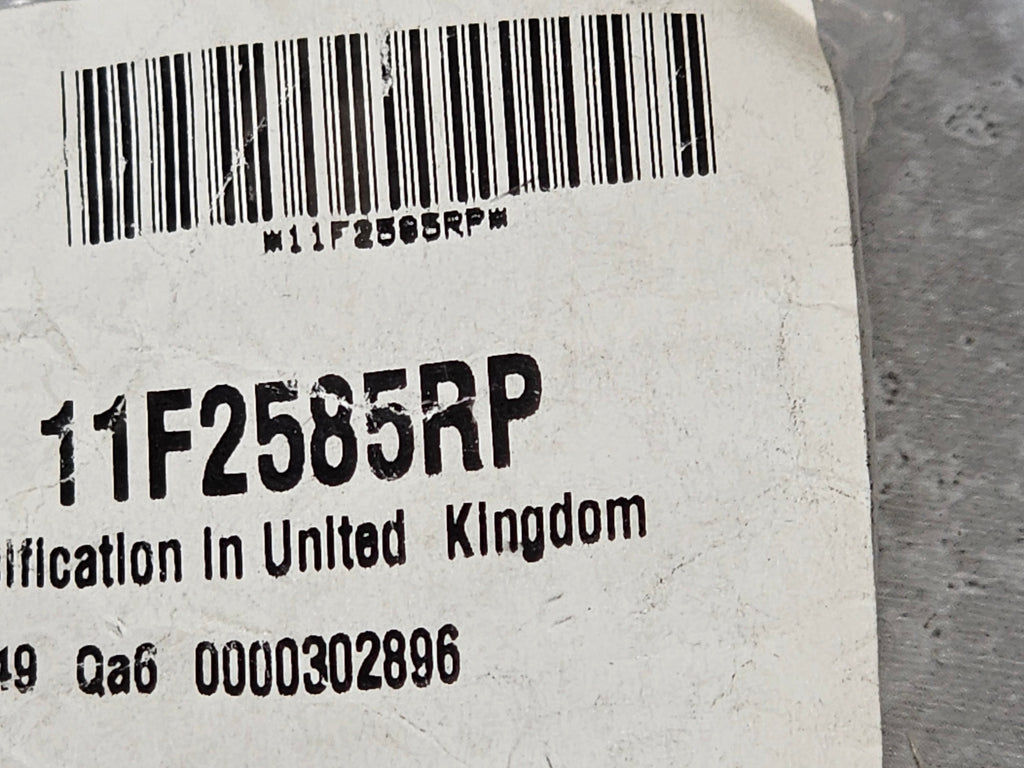 *11F2585RP*
11F2585RP
ification in United Kingdom
49 Qa6 0000302896